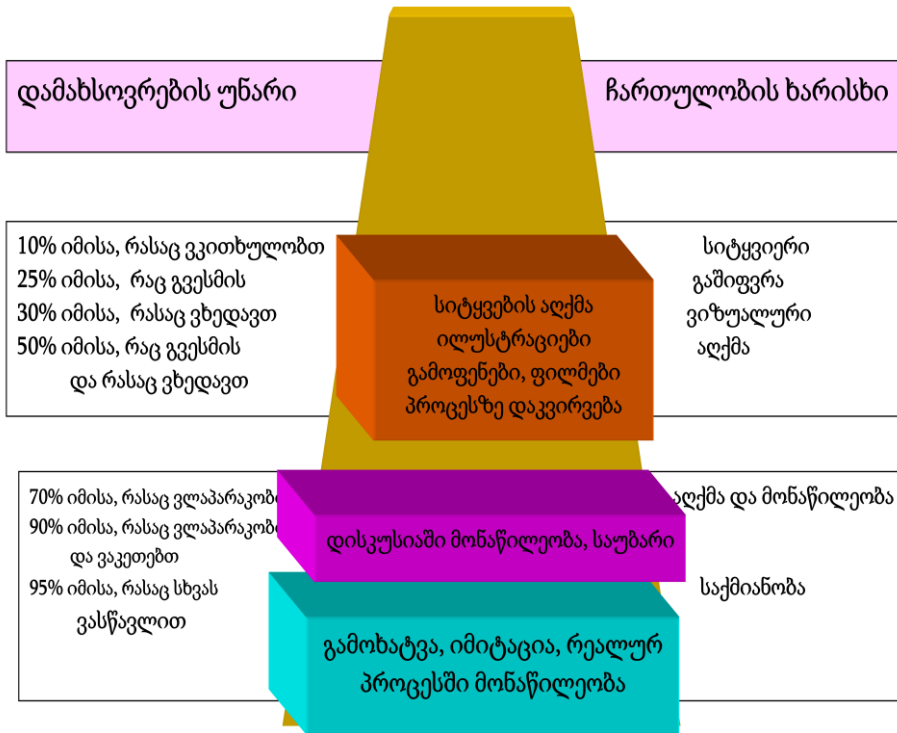 დამახსოვრების უნარი
ჩართულობის ხარისხი
10% იმისა, რასაც ვკითხულობთ
25% იმისა, რაც გვესმის
30% იმისა, რასაც ვხედავთ
50% იმისა, რაც გვესმის
და რასაც ვხედავთ
სიტყვების აღქმა
ილუსტრაციები
გამოფენები, ფილმები
პროცესზე დაკვირვება
სიტყვიერი
გაშიფვრა
ვიზუალური
აღქმა
70% იმისა, რასაც ვლაპარაკობ
90% იმისა, რასაც ვლაპარაკობ
და ვაკეთებთ
95% იმისა, რასაც სხვას
ვასწავლით
დისკუსიაში მონაწილეობა, საუბარი
გამოხატვა, იმიტაცია, რეალურ
პროცესში მონაწილეობა
აღქმა და მონაწილეობა
საქმიანობა